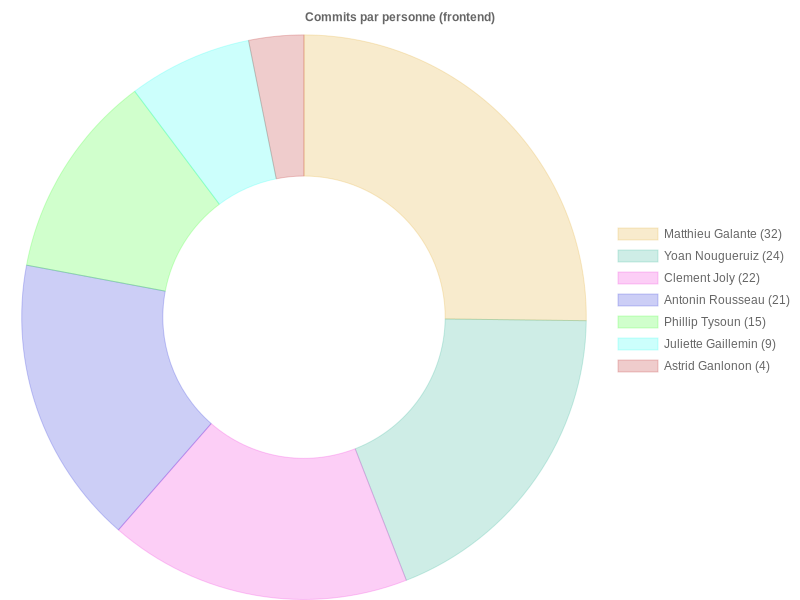 Commits par personne (frontend)
Matthieu Galante (32)
Yoan Nougueruiz (24)
Clement Joly (22)
Antonin Rousseau (21)
Phillip Tysoun (15)
Juliette Gaillemin (9)
Astrid Ganlonon (4)